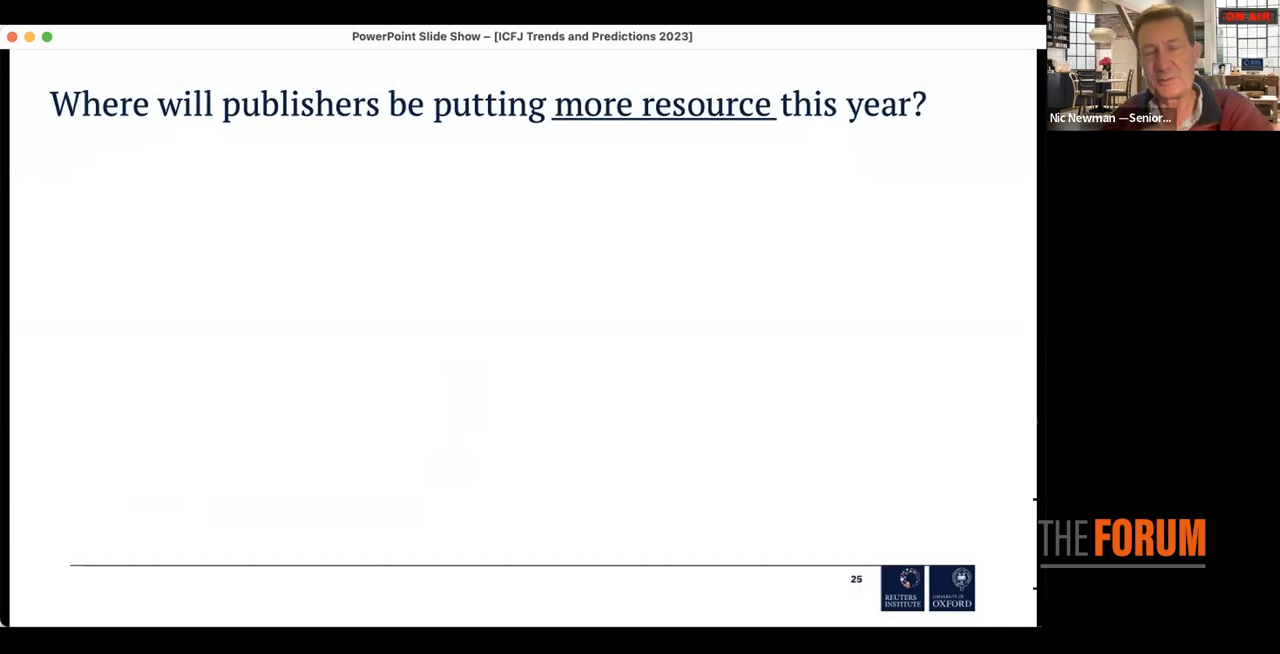 PowerPoint Slide Show – [ICFJ Trends and Predictions 2023]
ON AIR
Where will publishers be putting more resource this year?
Nic Newman —Senior...
THE FORUM
25
REUTERS
INSTITUTE
UNIVERSITY OF
OXFORD